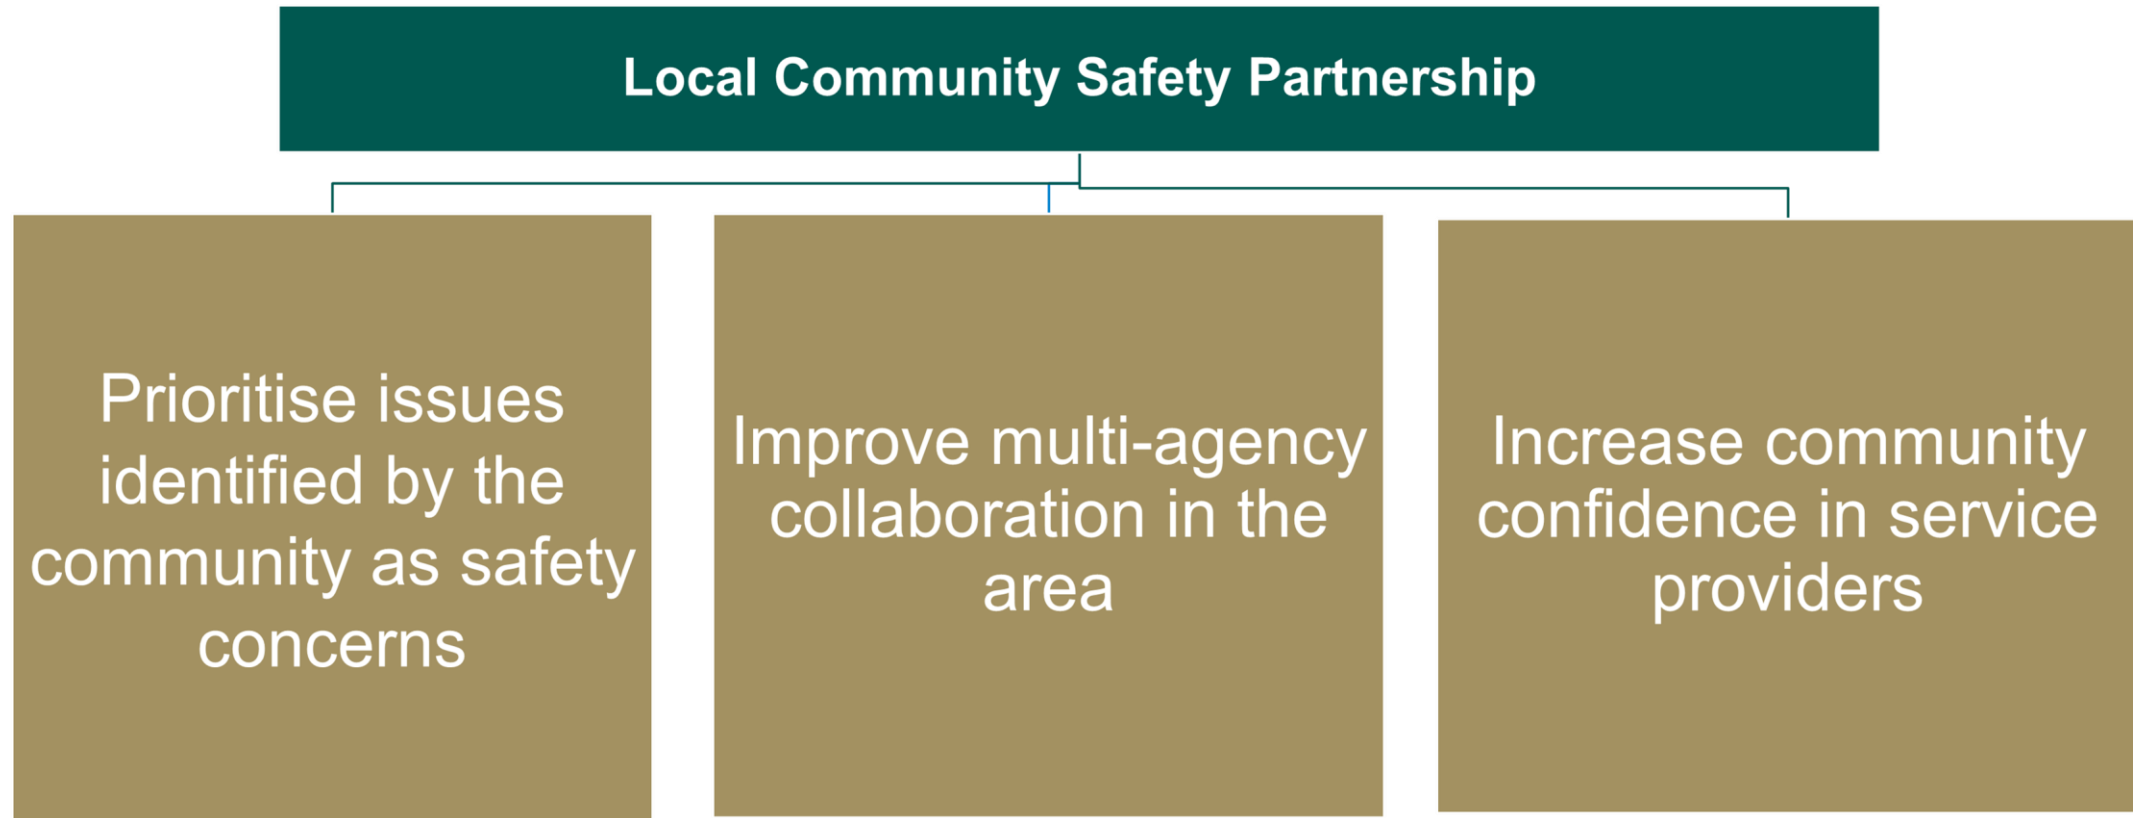 Local Community Safety Partnership
Prioritise issues
identified by the
community as safety
concerns
Improve multi-agency
collaboration in the
area
Increase community
confidence in service
providers